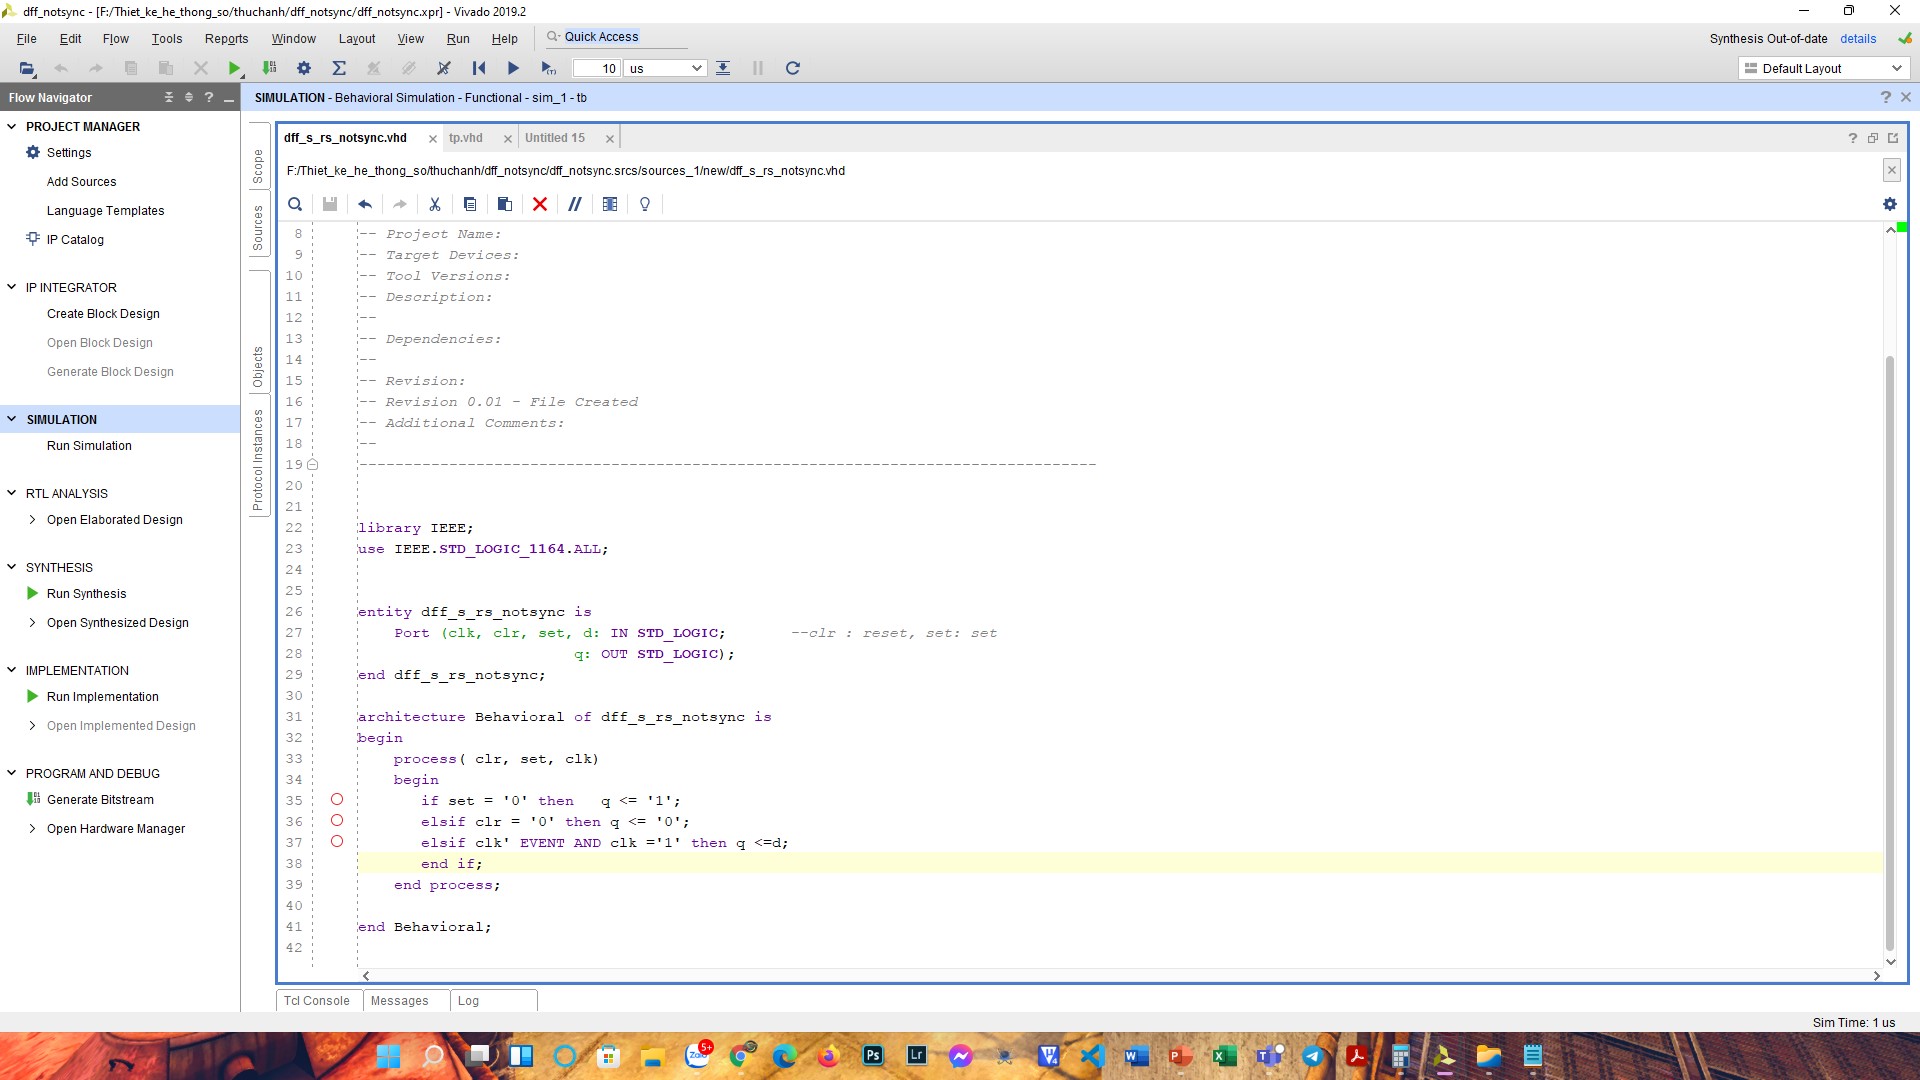 dff_notsync - [F:/Thiet_ke_he_thong_so/thuchanh/dff_notsync/dff_notsync.xpr] - Vivado 2019.2
File Edit Flow Tools Reports Window Layout View Run Help Quick Access
Synthesis Out-of-date details
10 us
Default Layout
Flow Navigator
SIMULATION - Behavioral Simulation - Functional - sim_1 - tb
PROJECT MANAGER
Settings
Add Sources
Language Templates
IP Catalog
IP INTEGRATOR
Create Block Design
Open Block Design
Generate Block Design
SIMULATION
Run Simulation
RTL ANALYSIS
Open Elaborated Design
SYNTHESIS
Run Synthesis
Open Synthesized Design
IMPLEMENTATION
Run Implementation
Open Implemented Design
PROGRAM AND DEBUG
Generate Bitstream
Open Hardware Manager
Scope
Sources
Objects
Protocol Instances
dff_s_rs_notsync.vhd tp.vhd Untitled 15
F:/Thiet_ke_he_thong_so/thuchanh/dff_notsync/dff_notsync.srcs/sources_1/new/dff_s_rs_notsync.vhd
8 -- Project Name:
9 -- Target Devices:
10 -- Tool Versions:
11 -- Description:
12 --
13 -- Dependencies:
14 --
15 -- Revision:
16 -- Revision 0.01 - File Created
17 -- Additional Comments:
18 --
19 ----------------------------------------------------------------------------------
20
21
22 library IEEE;
23 use IEEE.STD_LOGIC_1164.ALL;
24
25
26 entity dff_s_rs_notsync is
27 Port (clk, clr, set, d: IN STD_LOGIC; --clr : reset, set: set
28 q: OUT STD_LOGIC);
29 end dff_s_rs_notsync;
30
31 architecture Behavioral of dff_s_rs_notsync is
32 begin
33 process( clr, set, clk)
34 begin
35 if set = '0' then q <= '1';
36 elsif clr = '0' then q <= '0';
37 elsif clk' EVENT AND clk ='1' then q <=d;
38 end if;
39 end process;
40
41 end Behavioral;
42
Tcl Console Messages Log
Sim Time: 1 us
Zalo 5+
Ps
Lr